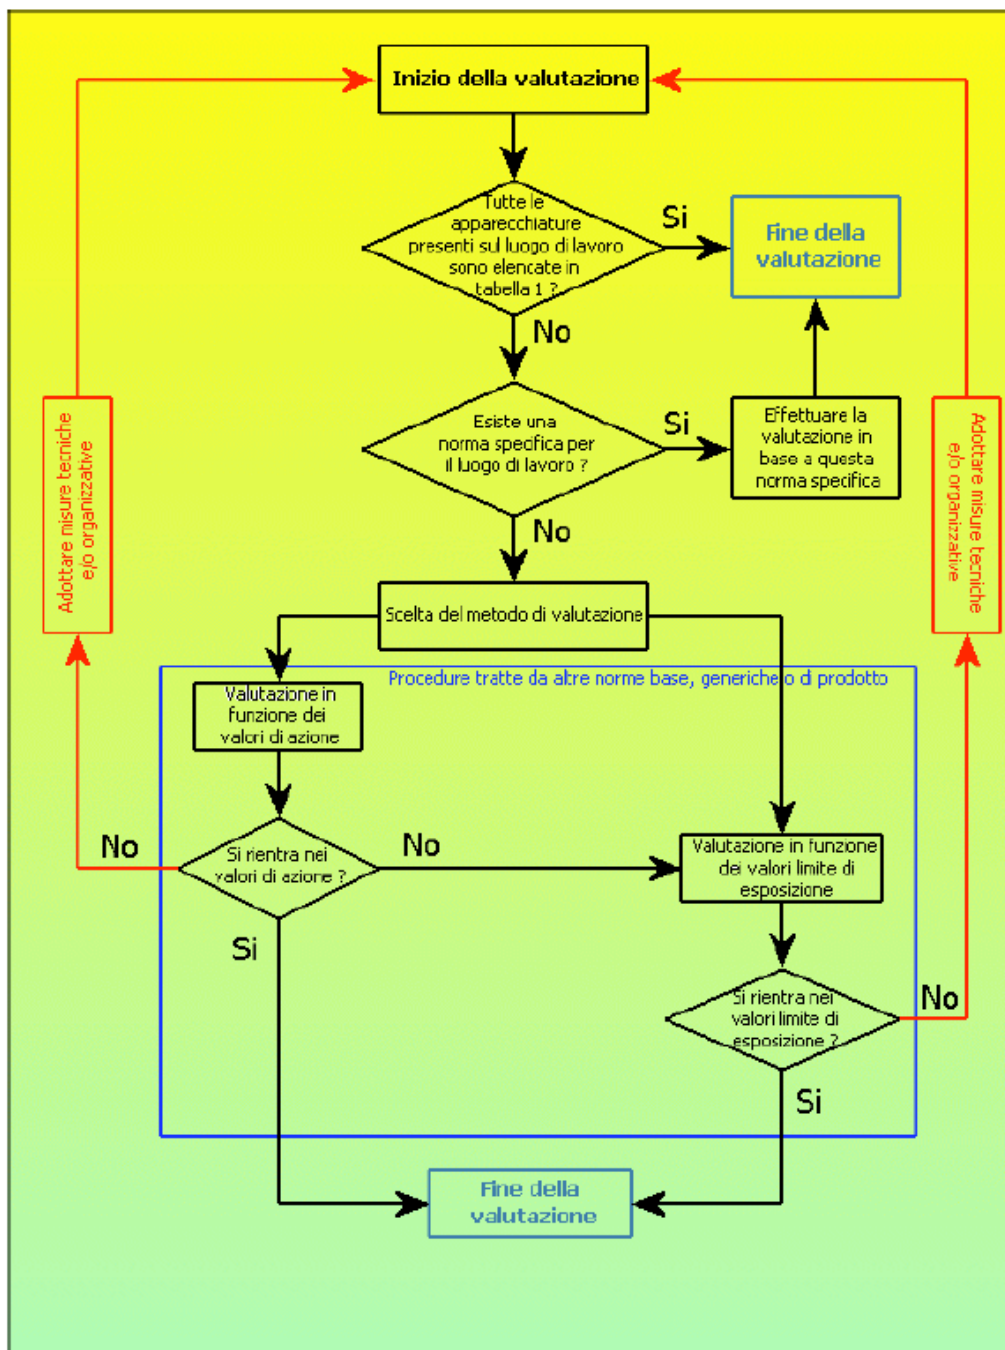 Inizio della valutazione
Tutte le
apparecchiature
presenti sul luogo di lavoro
sono elencate in
tabella 1 ?
Si
Fine della
valutazione
No
Esiste una
norma specifica per
il luogo di lavoro ?
Si
Effettuare la
valutazione in
base a questa
norma specifica
Adottare misure tecniche
e/o organizzative
Adottare misure tecniche
e/o organizzative
No
Scelta del metodo di valutazione
Procedure tratte da altre norme base, generiche o di prodotto
Valutazione in
funzione dei
valori di azione
No
Si rientra nei
valori di azione ?
No
Valutazione in funzione
dei valori limite di
esposizione
Si
Si rientra nei
valori limite di
esposizione ?
No
Si
Fine della
valutazione